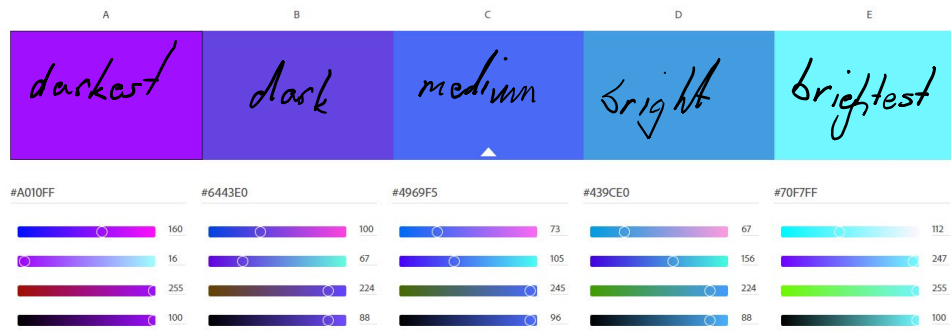 A B C D E
darkest dark medium bright brightest
#A010FF #6443E0 #4969F5 #439CE0 #70F7FF
160 100 73 67 112
16 67 105 156 247
255 224 245 224 255
100 88 96 88 100